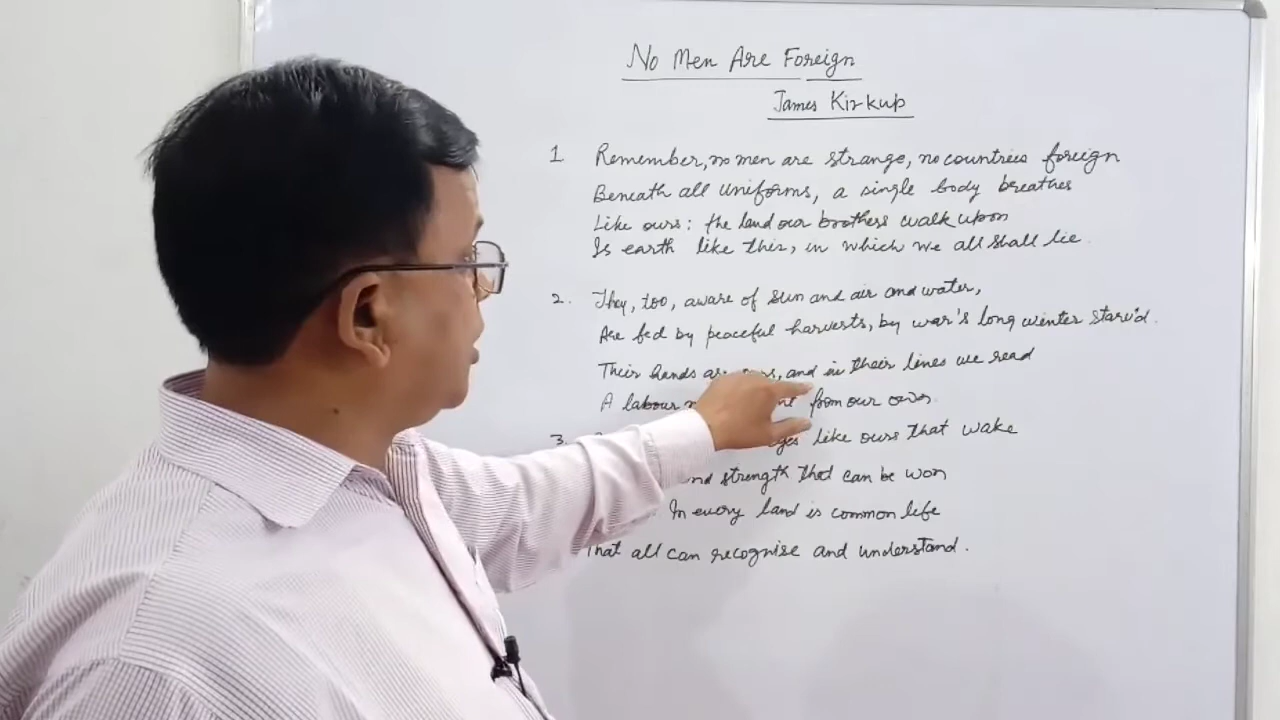 No Men Are Foreign
James Kirkup
1 Remember, no men are strange, no countries foreign
Beneath all uniforms, a single body breathes
Like ours: the land our brothers walk upon
Is earth like this, in which we all shall lie.
2. They, too, aware of sun and air and water,
Are fed by peaceful harvests, by war's long winter starv'd.
Their hands are ours, and in their lines we read
A labour from our own.
3 eyes like ours that wake
and strength that can be won
In every land is common life
That all can recognise and understand.